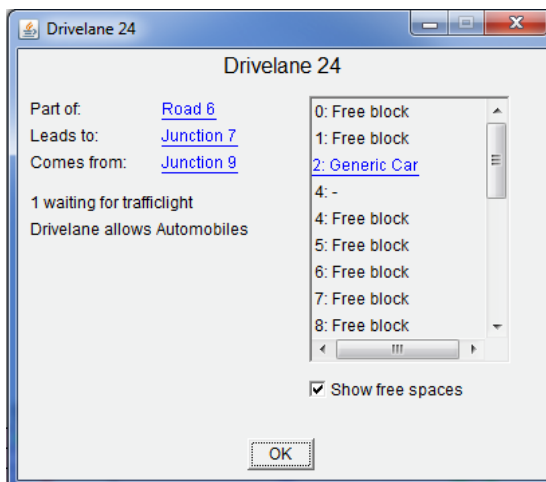 Drivelane 24
Drivelane 24
Part of: Road 6
Leads to: Junction 7
Comes from: Junction 9
1 waiting for trafficlight
Drivelane allows Automobiles
0: Free block
1: Free block
2: Generic Car
4: -
4: Free block
5: Free block
6: Free block
7: Free block
8: Free block
Show free spaces
OK